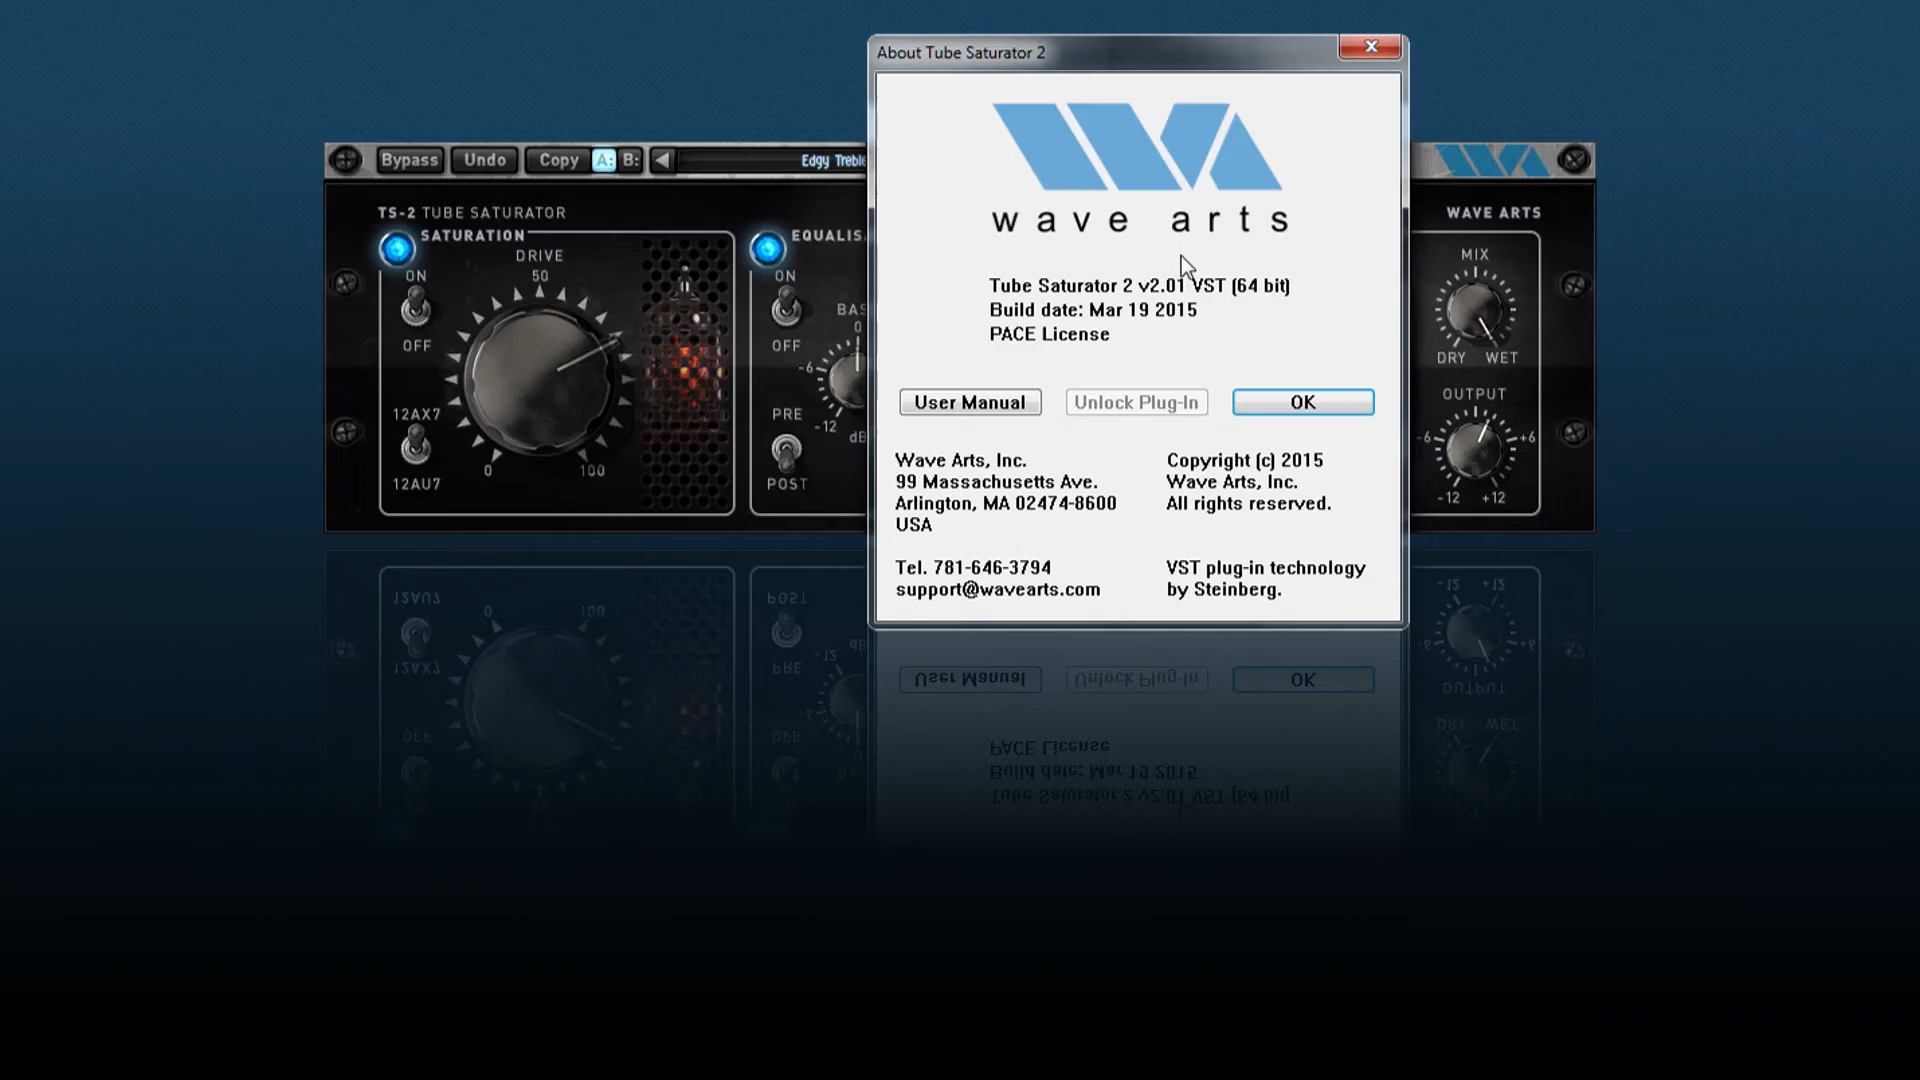 About Tube Saturator 2
Bypass Undo Copy A: B: Edgy Treble
TS-2 TUBE SATURATOR
SATURATION
DRIVE
50
ON
OFF
12AX7
12AU7
0
100
ON
OFF
PRE
POST
0
-6
-12
wave arts
Tube Saturator 2 v2.01 VST (64 bit)
Build date: Mar 19 2015
PACE License
User Manual Unlock Plug-In OK
Wave Arts, Inc.
99 Massachusetts Ave.
Arlington, MA 02474-8600
USA
Tel. 781-646-3794
support@wavearts.com
Copyright (c) 2015
Wave Arts, Inc.
All rights reserved.
VST plug-in technology
by Steinberg.
WAVE ARTS
MIX
DRY WET
OUTPUT
-6 +6
-12 +12